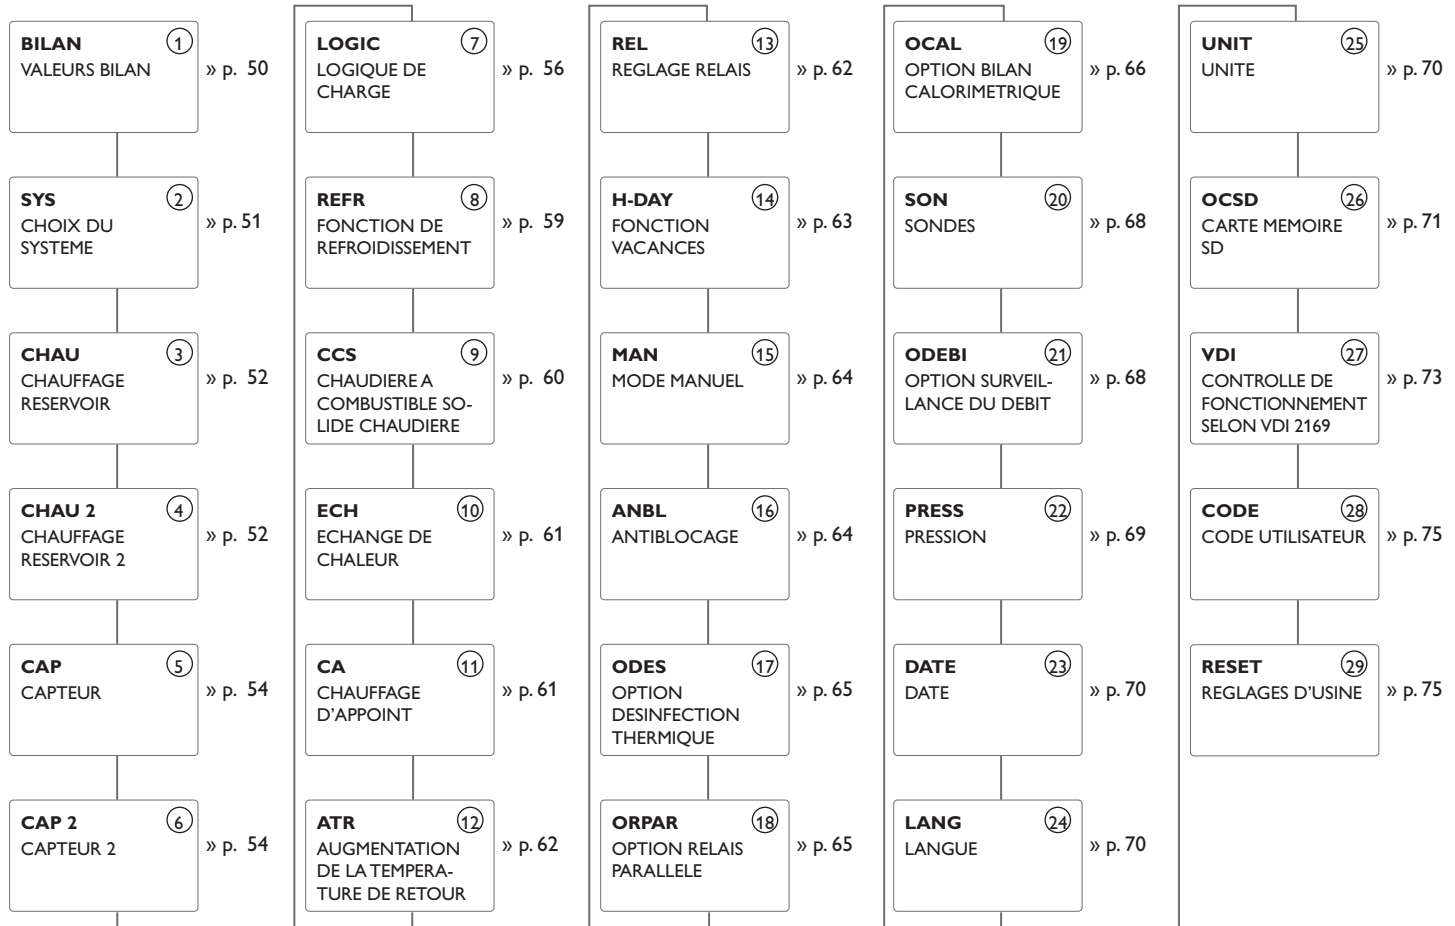 BILAN 1
VALEURS BILAN
» p. 50
SYS 2
CHOIX DU
SYSTEME
» p. 51
CHAU 3
CHAUFFAGE
RESERVOIR
» p. 52
CHAU 2 4
CHAUFFAGE
RESERVOIR 2
» p. 52
CAP 5
CAPTEUR
» p. 54
CAP 2 6
CAPTEUR 2
» p. 54
LOGIC 7
LOGIQUE DE
CHARGE
» p. 56
REFR 8
FONCTION DE
REFROIDISSEMENT
» p. 59
CCS 9
CHAUDIERE A
COMBUSTIBLE SO-
LIDE CHAUDIERE
» p. 60
ECH 10
ECHANGE DE
CHALEUR
» p. 61
CA 11
CHAUFFAGE
D'APPOINT
» p. 61
ATR 12
AUGMENTATION
DE LA TEMPERA-
TURE DE RETOUR
» p. 62
REL 13
REGLAGE RELAIS
» p. 62
H-DAY 14
FONCTION
VACANCES
» p. 63
MAN 15
MODE MANUEL
» p. 64
ANBL 16
ANTIBLOCAGE
» p. 64
ODES 17
OPTION
DESINFECTION
THERMIQUE
» p. 65
ORPAR 18
OPTION RELAIS
PARALLELE
» p. 65
OCAL 19
OPTION BILAN
CALORIMETRIQUE
» p. 66
SON 20
SONDES
» p. 68
ODEBI 21
OPTION SURVEIL-
LANCE DU DEBIT
» p. 68
PRESS 22
PRESSION
» p. 69
DATE 23
DATE
» p. 70
LANG 24
LANGUE
» p. 70
UNIT 25
UNITE
» p. 70
OCSD 26
CARTE MEMOIRE
SD
» p. 71
VDI 27
CONTROLLE DE
FONCTIONNEMENT
SELON VDI 2169
» p. 73
CODE 28
CODE UTILISATEUR
» p. 75
RESET 29
REGLAGES D'USINE
» p. 75